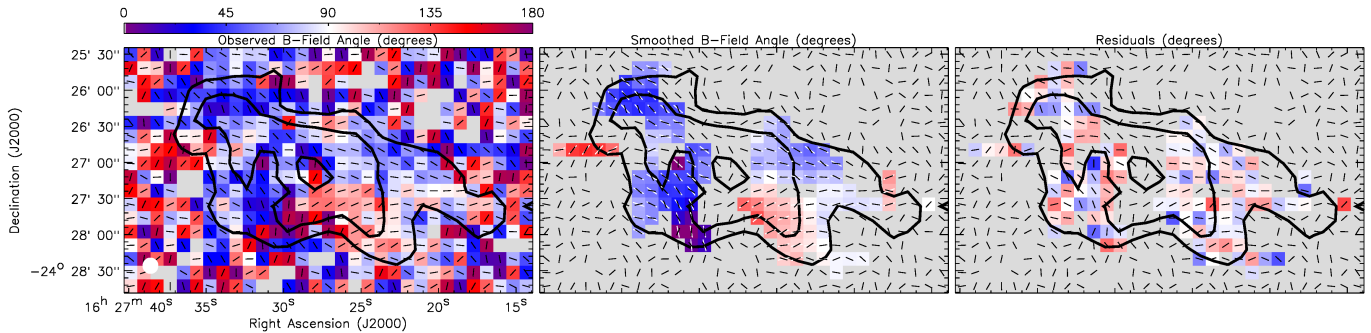 0 45 90 135 180
Observed B-Field Angle (degrees) Smoothed B-Field Angle (degrees) Residuals (degrees)
25' 30"
26' 00"
26' 30"
27' 00"
27' 30"
28' 00"
-24° 28' 30"
Declination (J2000)
16ʰ 27ᵐ 40ˢ 35ˢ 30ˢ 25ˢ 20ˢ 15ˢ
Right Ascension (J2000)